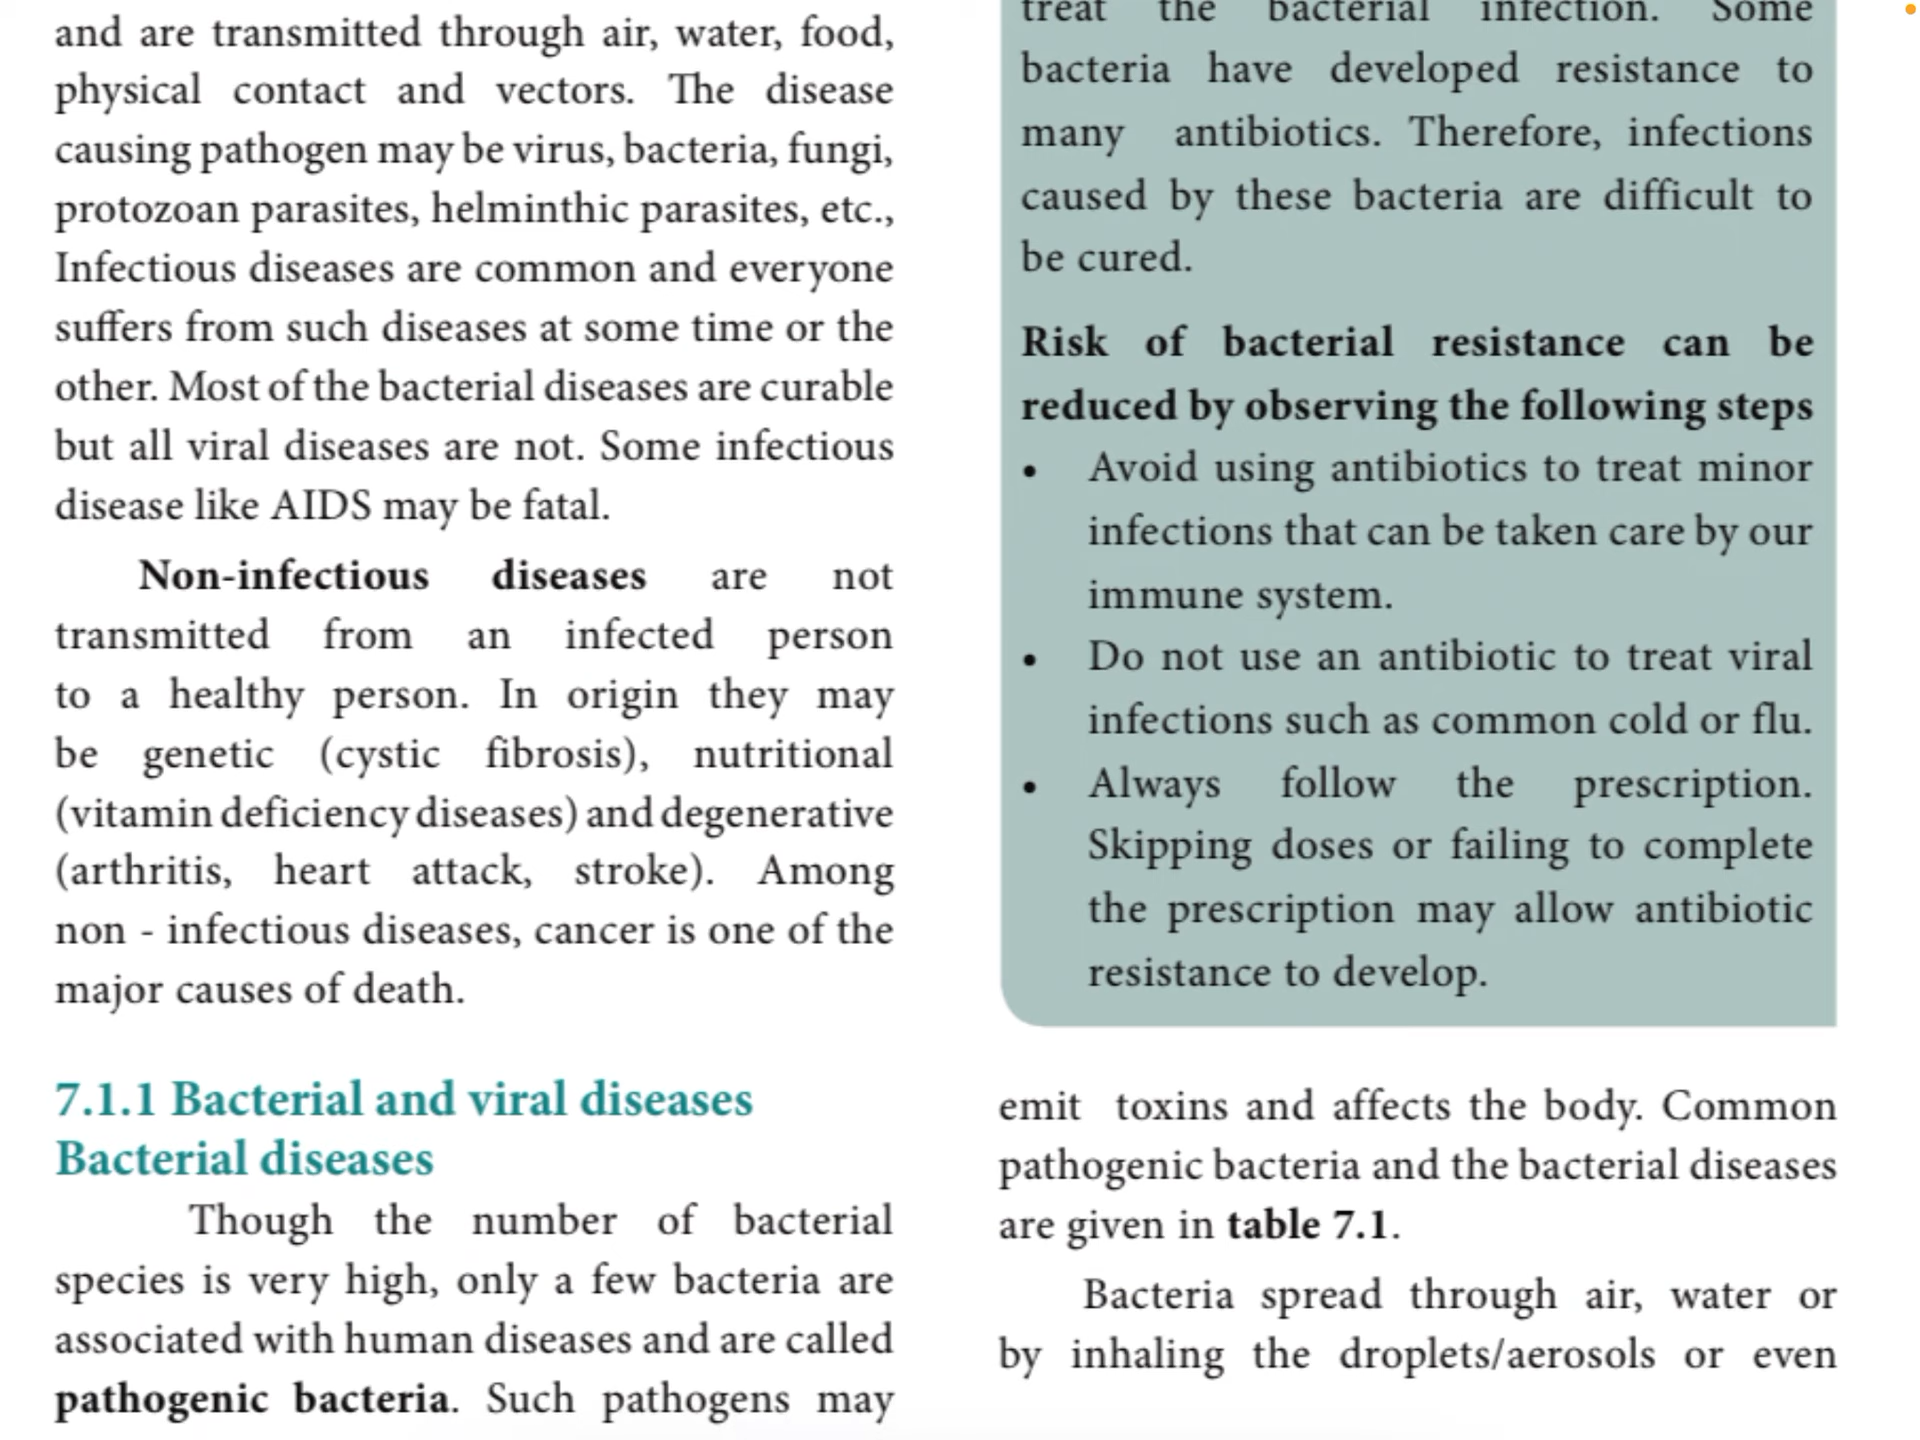 and are transmitted through air, water, food,
physical contact and vectors. The disease
causing pathogen may be virus, bacteria, fungi,
protozoan parasites, helminthic parasites, etc.,
Infectious diseases are common and everyone
suffers from such diseases at some time or the
other. Most of the bacterial diseases are curable
but all viral diseases are not. Some infectious
disease like AIDS may be fatal.
Non-infectious diseases are not
transmitted from an infected person
to a healthy person. In origin they may
be genetic (cystic fibrosis), nutritional
(vitamin deficiency diseases) and degenerative
(arthritis, heart attack, stroke). Among
non - infectious diseases, cancer is one of the
major causes of death.
7.1.1 Bacterial and viral diseases
Bacterial diseases
Though the number of bacterial
species is very high, only a few bacteria are
associated with human diseases and are called
pathogenic bacteria. Such pathogens may
treat the bacterial infection. Some
bacteria have developed resistance to
many antibiotics. Therefore, infections
caused by these bacteria are difficult to
be cured.
Risk of bacterial resistance can be
reduced by observing the following steps
• Avoid using antibiotics to treat minor
infections that can be taken care by our
immune system.
• Do not use an antibiotic to treat viral
infections such as common cold or flu.
• Always follow the prescription.
Skipping doses or failing to complete
the prescription may allow antibiotic
resistance to develop.
emit toxins and affects the body. Common
pathogenic bacteria and the bacterial diseases
are given in table 7.1.
Bacteria spread through air, water or
by inhaling the droplets/aerosols or even